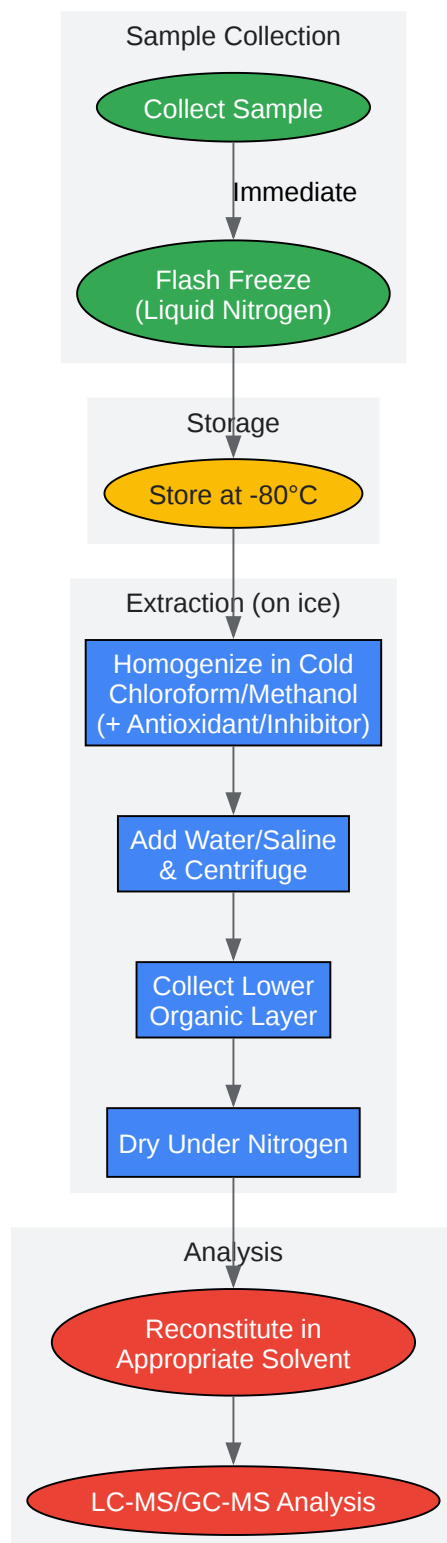 Sample Collection
Collect Sample
Immediate
Flash Freeze
(Liquid Nitrogen)
Storage
Store at -80°C
Extraction (on ice)
Homogenize in Cold
Chloroform/Methanol
(+ Antioxidant/Inhibitor)
Add Water/Saline
& Centrifuge
Collect Lower
Organic Layer
Dry Under Nitrogen
Analysis
Reconstitute in
Appropriate Solvent
LC-MS/GC-MS Analysis